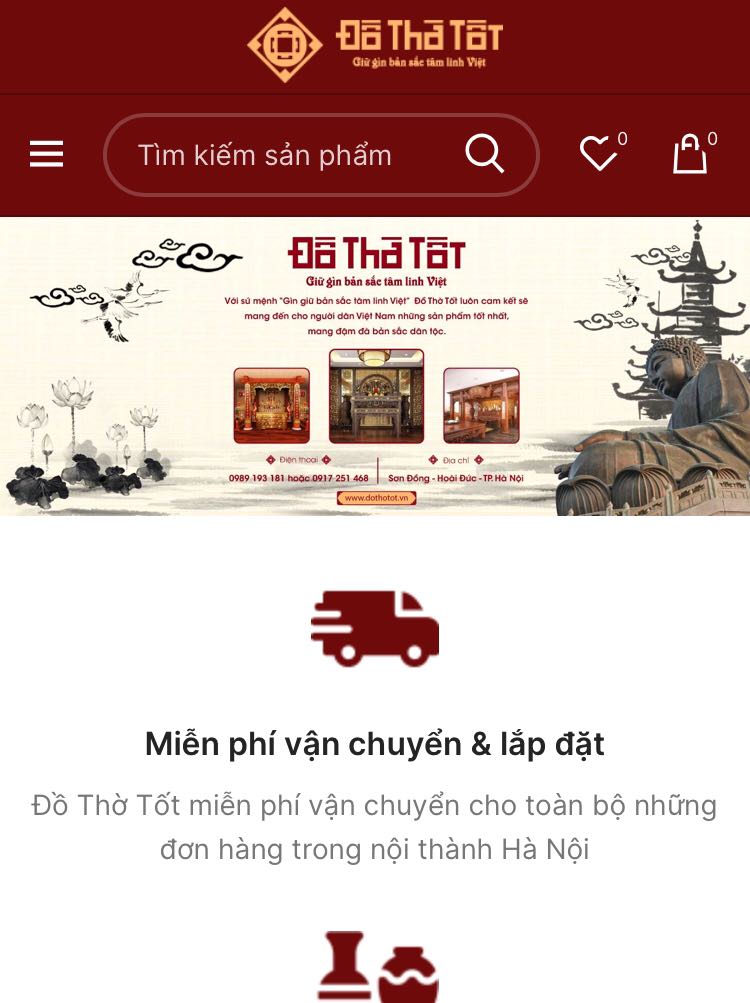 Đồ Thờ Tốt
Giữ gìn bản sắc tâm linh Việt
Tìm kiếm sản phẩm
0
0
Đồ Thờ Tốt
Giữ gìn bản sắc tâm linh Việt
Với sứ mệnh "Gìn giữ bản sắc tâm linh Việt" Đồ Thờ Tốt luôn cam kết sẽ
mang đến cho người dân Việt Nam những sản phẩm tốt nhất,
mang đậm đà bản sắc dân tộc.
Điện thoại
Địa chỉ
0989 193 181 hoặc 0917 251 468
Sơn Đồng - Hoài Đức - TP. Hà Nội
www.dothotot.vn
Miễn phí vận chuyển & lắp đặt
Đồ Thờ Tốt miễn phí vận chuyển cho toàn bộ những
đơn hàng trong nội thành Hà Nội